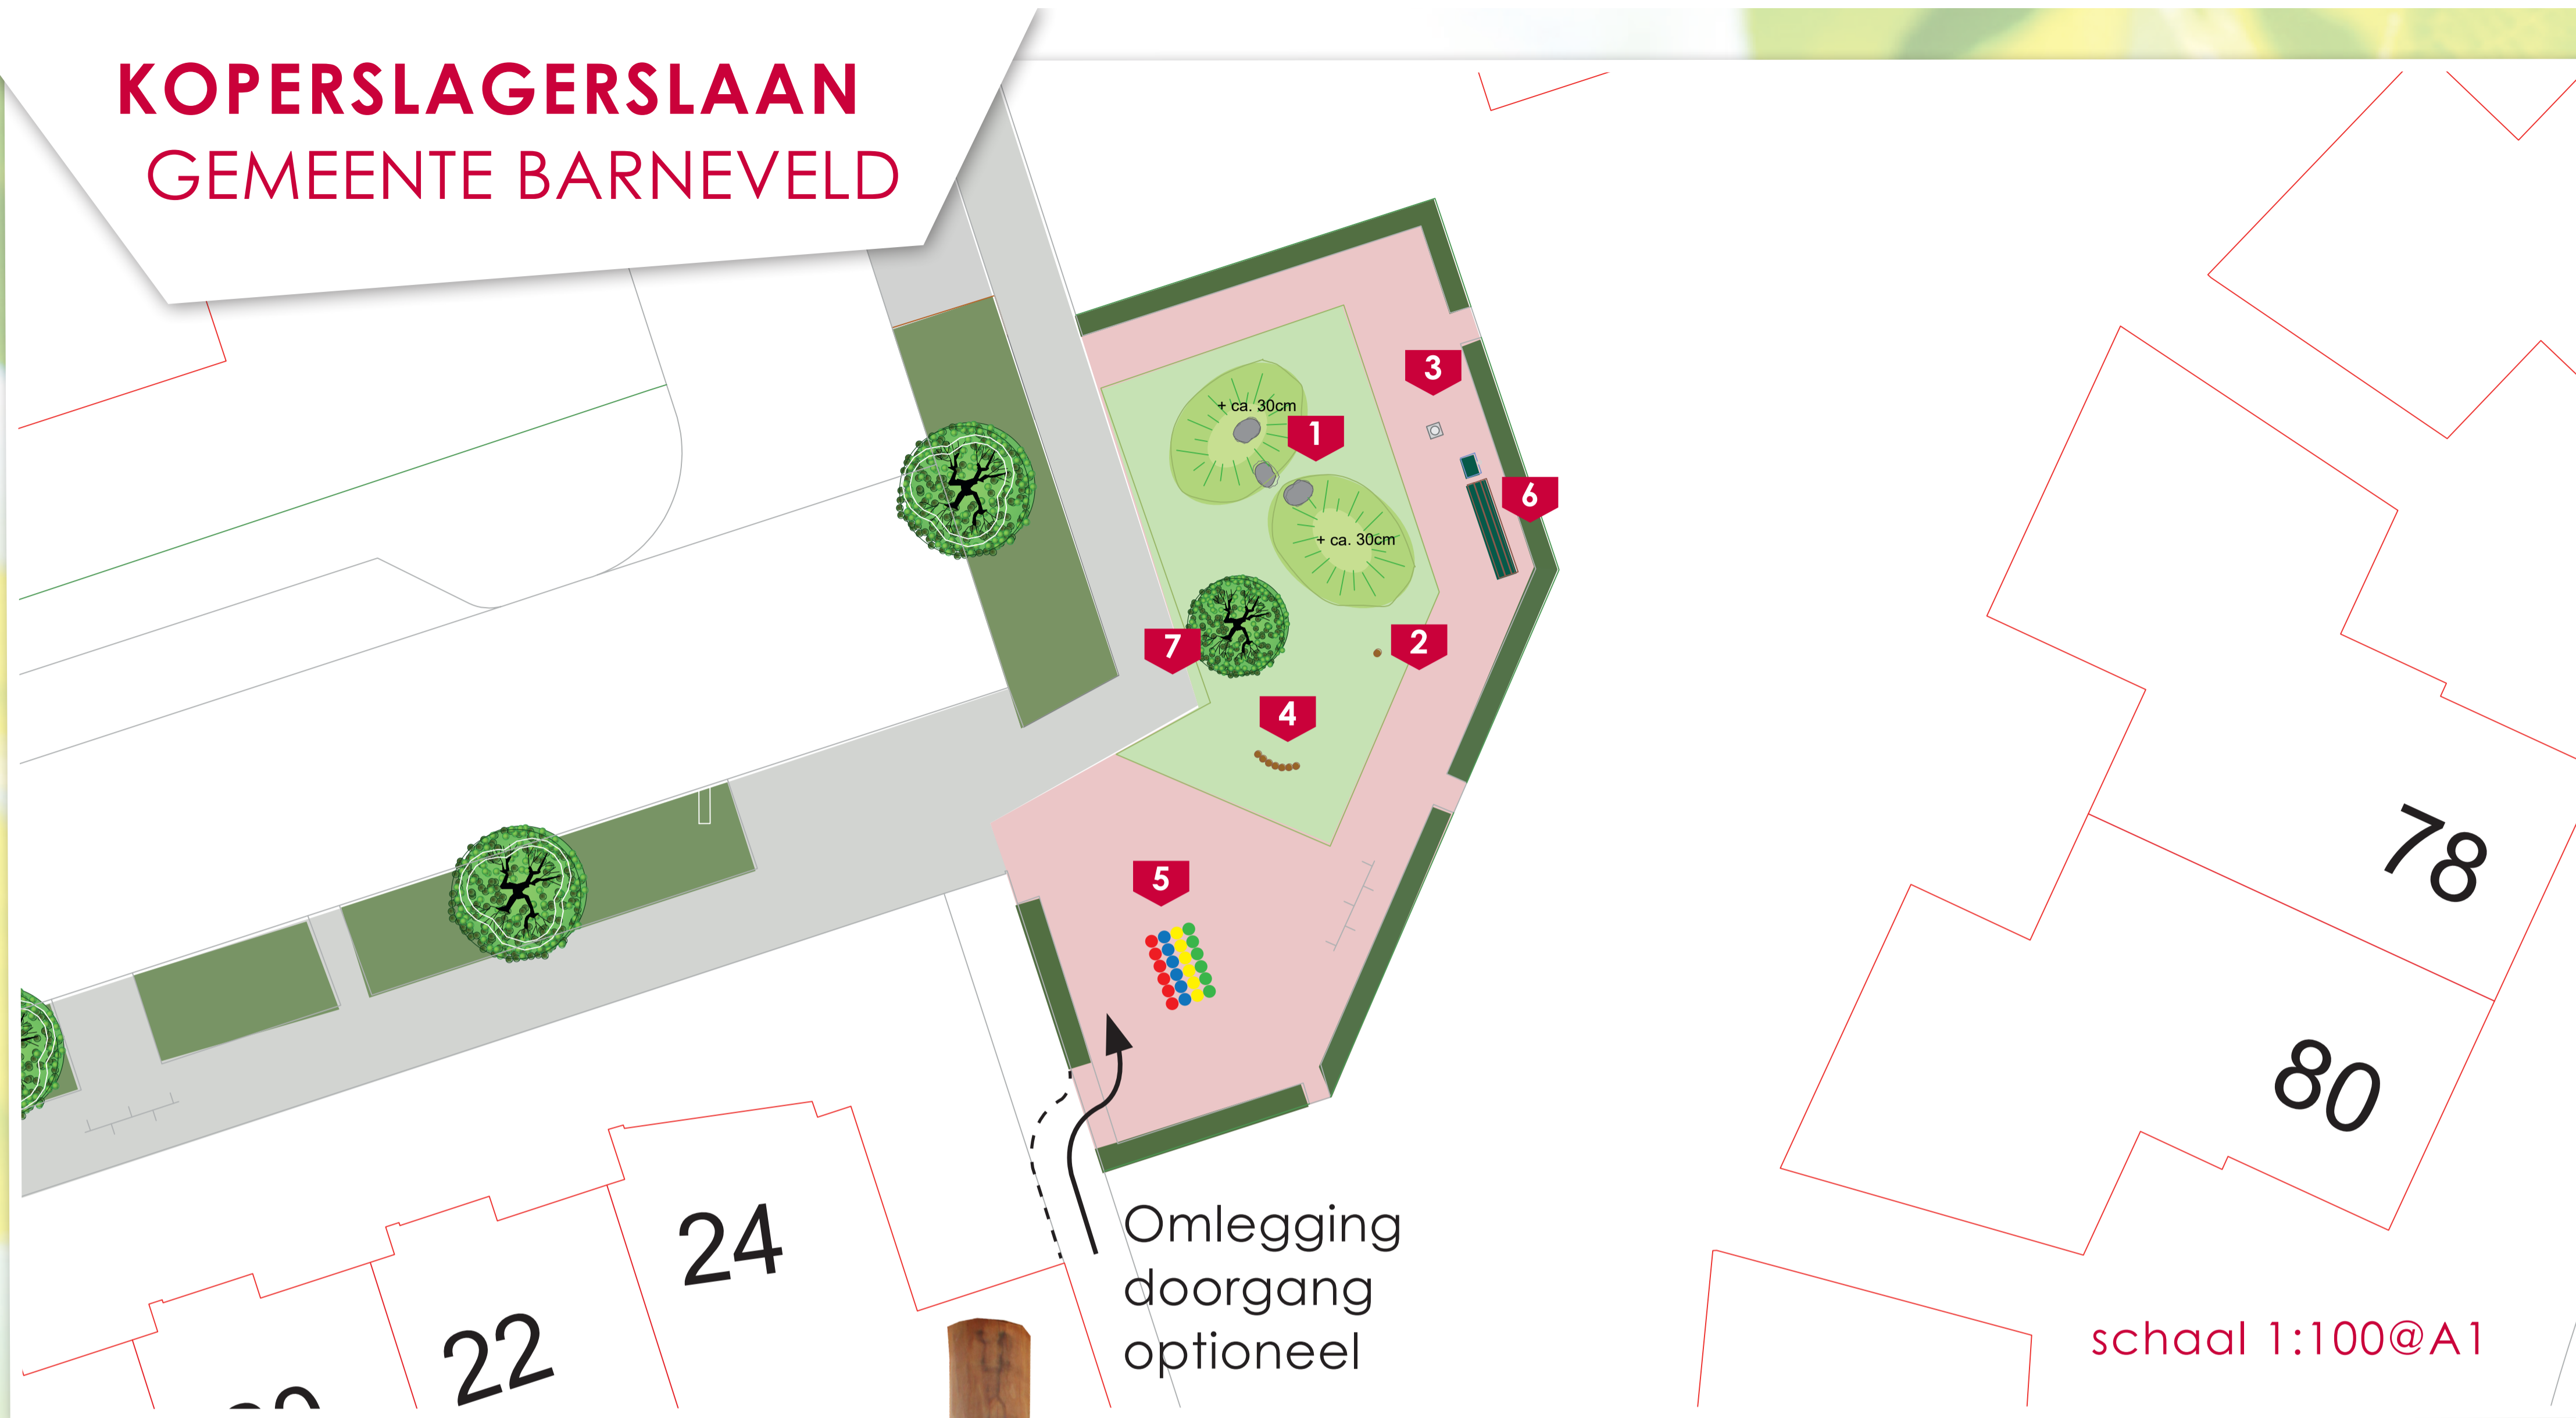 KOPERSLAGERSLAAN
GEMEENTE BARNEVELD
3
+ ca. 30cm
1
6
+ ca. 30cm
7
2
4
78
5
80
Omlegging
doorgang
optioneel
24
22
schaal 1:100@A1